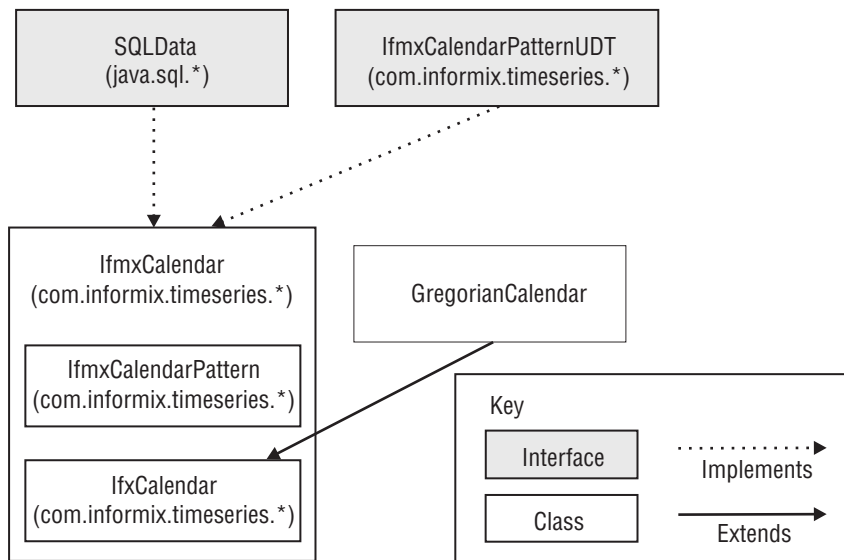 SQLData
(java.sql.*)
IfmxCalendarPatternUDT
(com.informix.timeseries.*)
IfmxCalendar
(com.informix.timeseries.*)
GregorianCalendar
IfmxCalendarPattern
(com.informix.timeseries.*)
IfxCalendar
(com.informix.timeseries.*)
Key
Interface
Implements
Class
Extends